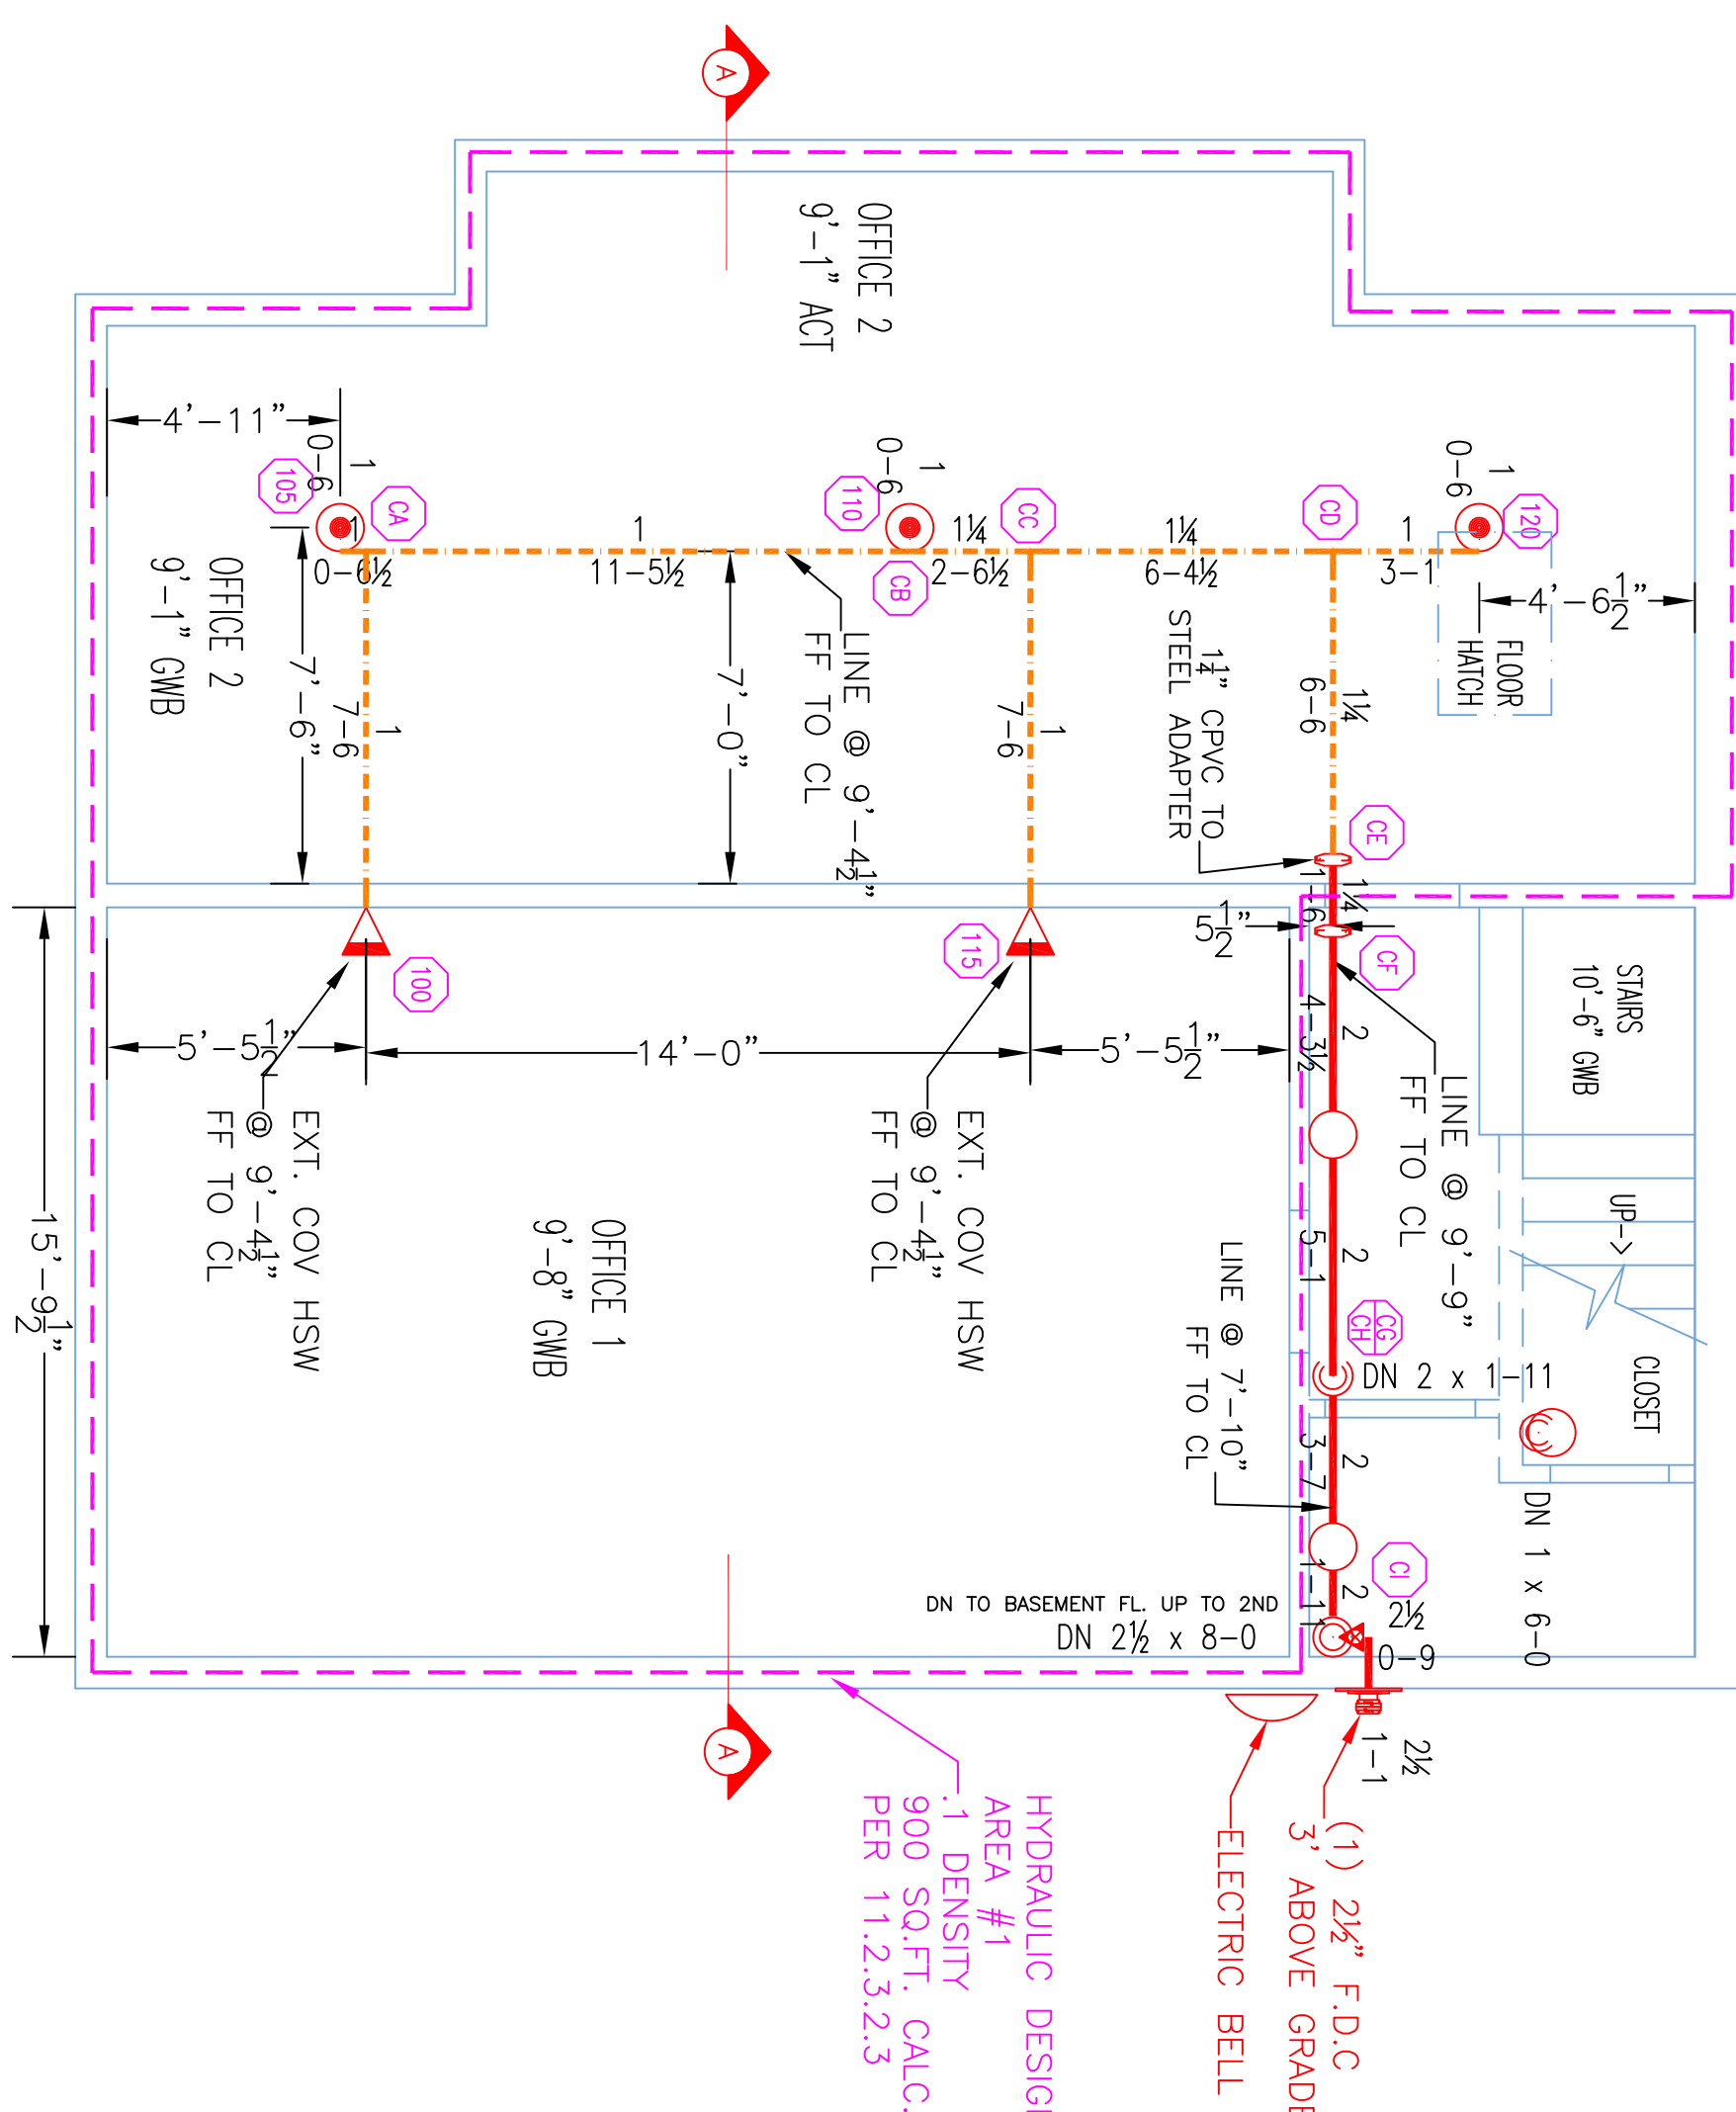 A
OFFICE 2
9'-1" ACT
4'-11"
1
0-6
105
CA
1
0-6½
1
11-5½
1
0-6
110
CB
1¼
2-6½
CC
1¼
6-4½
CD
1
3-1
1
0-6
120
4'-6½"
FLOOR
HATCH
OFFICE 2
9'-1" GWB
7'-6"
1
7-6
7'-0"
LINE @ 9'-4½"
FF TO CL
1
7-6
1¼" CPVC TO
STEEL ADAPTER
1¼
6-6
CE
1¼
1-6
5½"
CF
100
115
5'-5½"
14'-0"
5'-5½"
2
4-3½
STAIRS
10'-6" GWB
LINE @ 9'-9"
FF TO CL
UP->
EXT. COV HSW
@ 9'-4½"
FF TO CL
EXT. COV HSW
@ 9'-4½"
FF TO CL
OFFICE 1
9'-8" GWB
15'-9½"
2
5-1
CG
CH
DN 2 x 1-11
CLOSET
LINE @ 7'-10"
FF TO CL
2
3-7
DN 1 x 6-0
CI
2
1-11
2½
0-9
DN TO BASEMENT FL. UP TO 2ND
DN 2½ x 8-0
A
2½
1-1
(1) 2½" F.D.C
3' ABOVE GRADE
ELECTRIC BELL
HYDRAULIC DESIGN
AREA #1
.1 DENSITY
900 SQ.FT. CALC.
PER 11.2.3.2.3